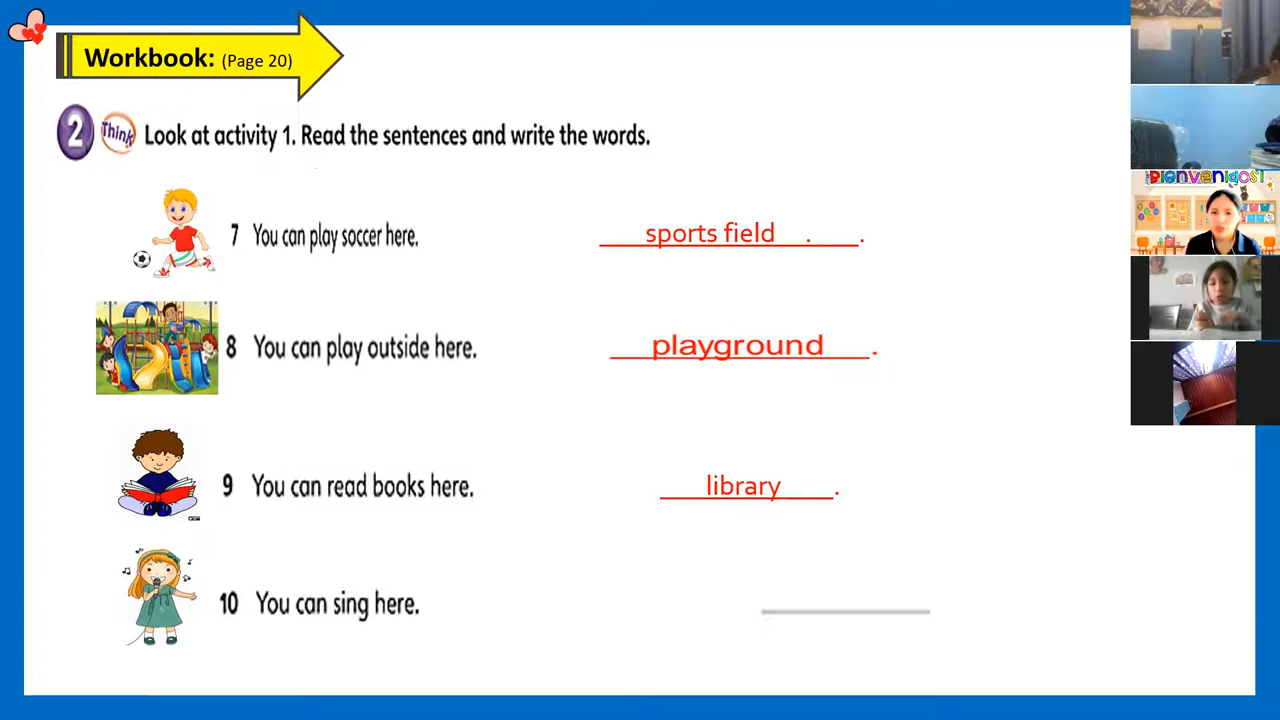 Workbook: (Page 20)
2 Think Look at activity 1. Read the sentences and write the words.
7 You can play soccer here. sports field .
8 You can play outside here. playground .
9 You can read books here. library .
10 You can sing here.
BIENVENIDOS!